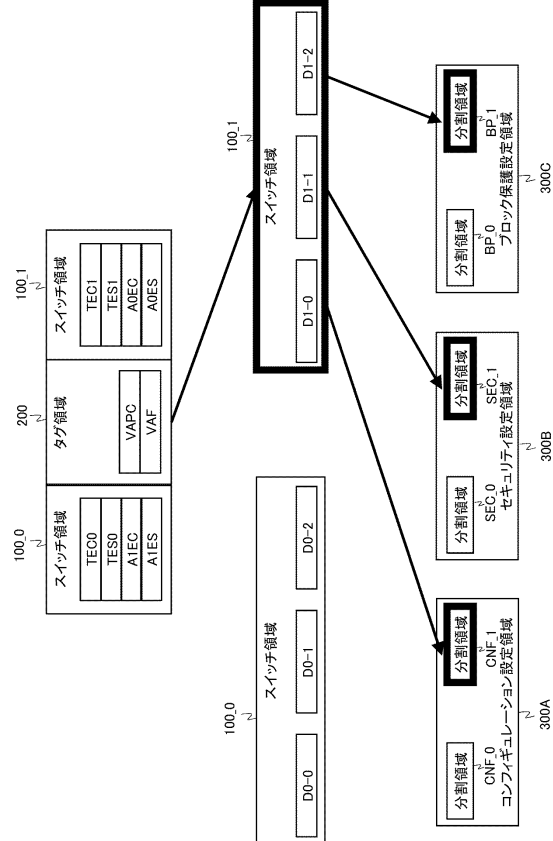 100_0
200
100_1
スイッチ領域
タグ領域
スイッチ領域
TEC0
TES0
A1EC
A1ES
VAPC
VAF
TEC1
TES1
A0EC
A0ES
100_0
スイッチ領域
D0-0
D0-1
D0-2
100_1
スイッチ領域
D1-0
D1-1
D1-2
分割領域
分割領域
CNF_0
CNF_1
コンフィギュレーション設定領域
300A
分割領域
分割領域
SEC_0
SEC_1
セキュリティ設定領域
300B
分割領域
分割領域
BP_0
BP_1
ブロック保護設定領域
300C